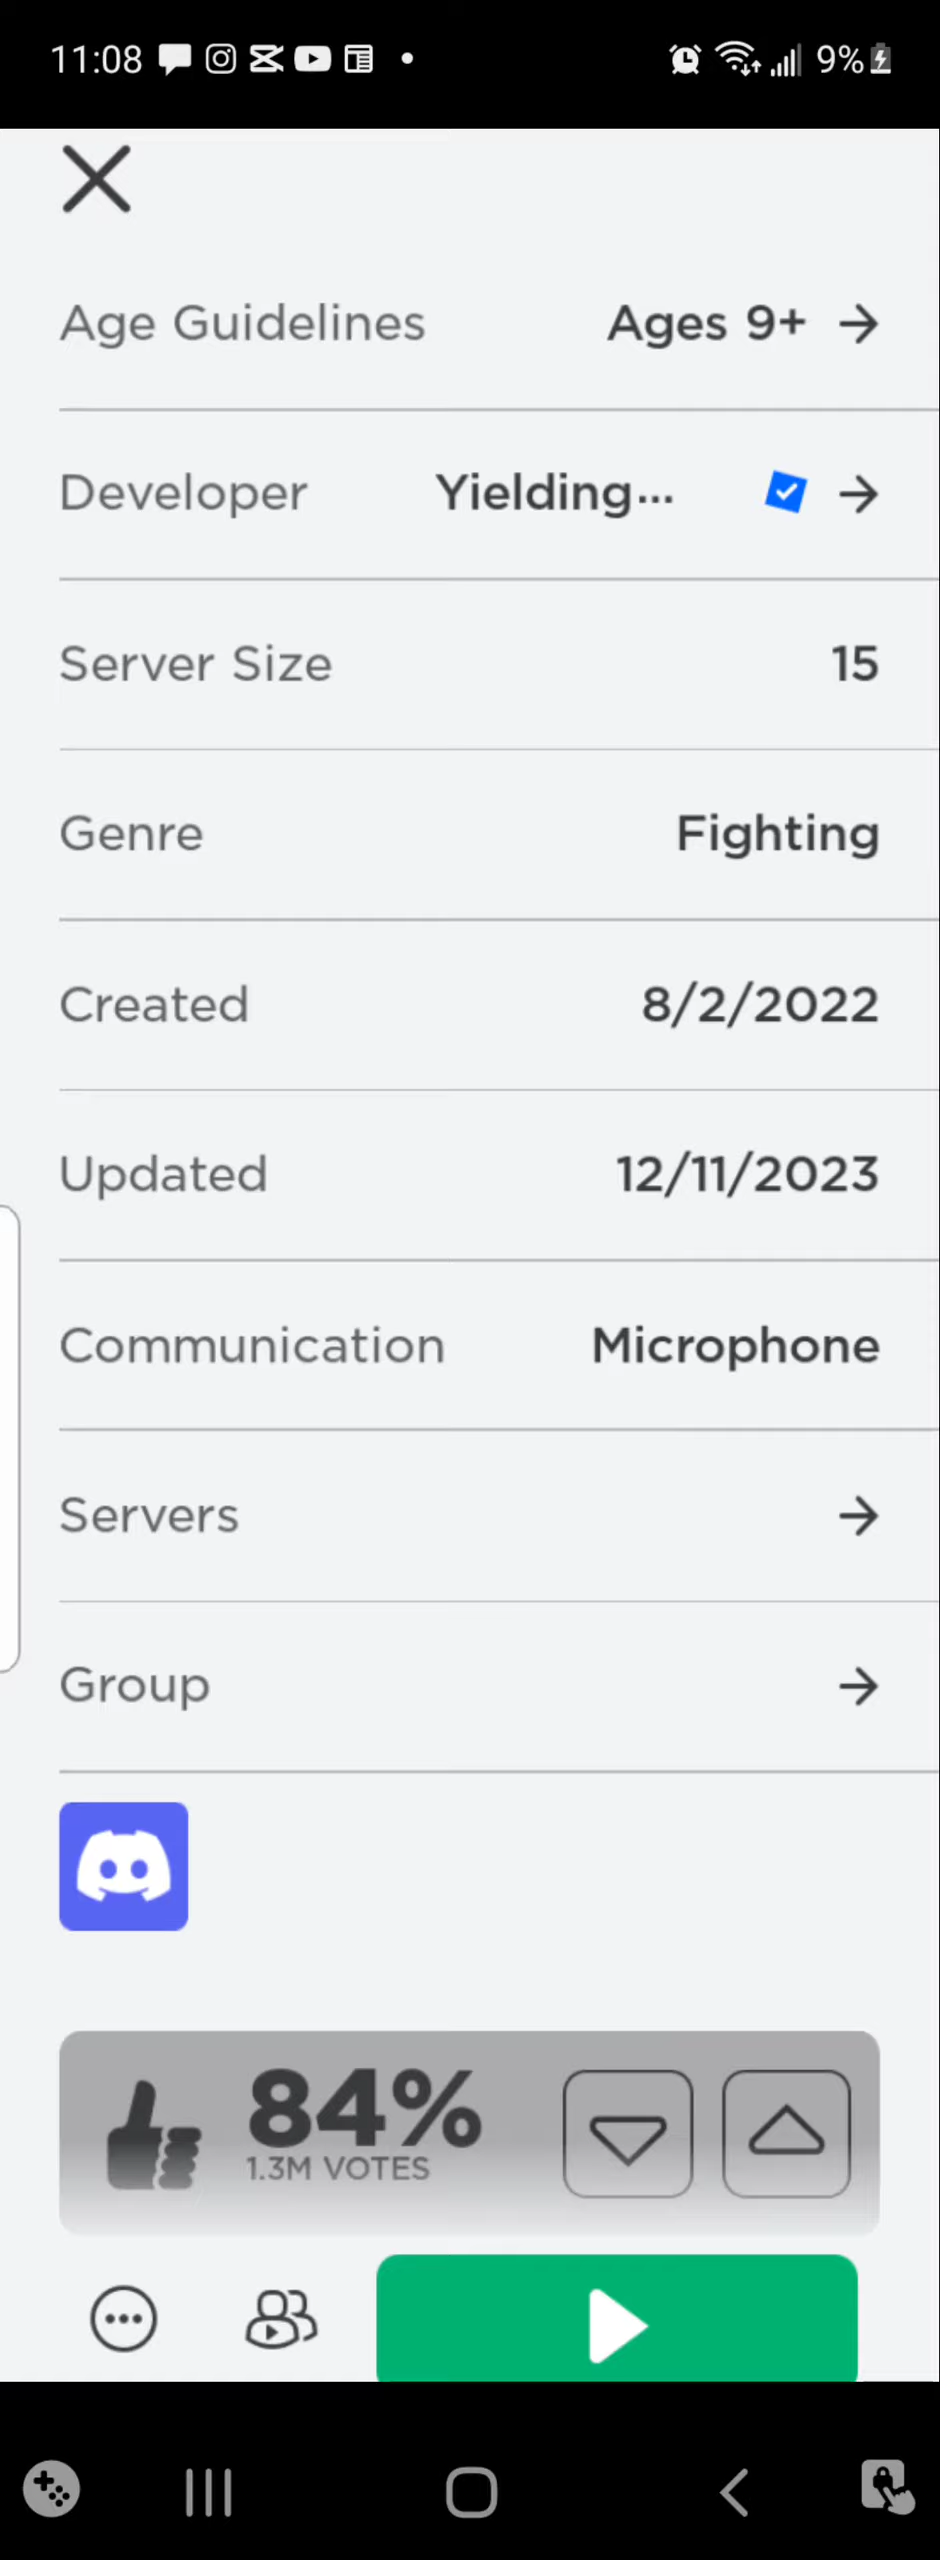 11:08 9%
Age Guidelines Ages 9+
Developer Yielding...
Server Size 15
Genre Fighting
Created 8/2/2022
Updated 12/11/2023
Communication Microphone
Servers
Group
84%
1.3M VOTES